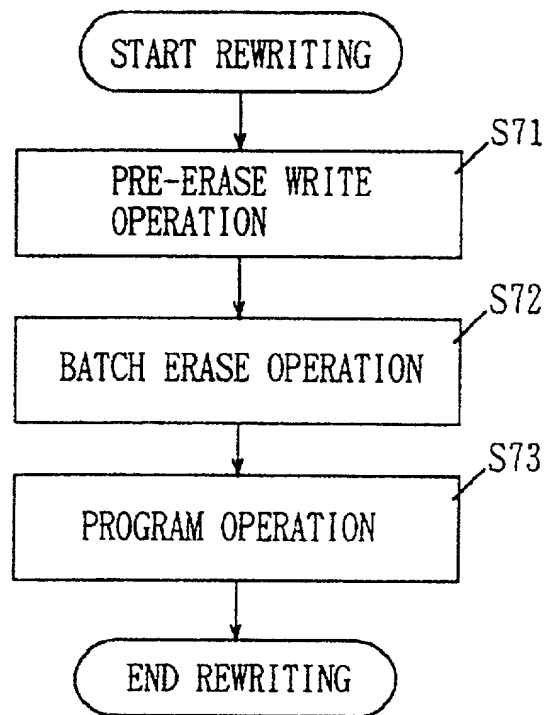 START REWRITING
S71
PRE-ERASE WRITE
OPERATION
S72
BATCH ERASE OPERATION
S73
PROGRAM OPERATION
END REWRITING